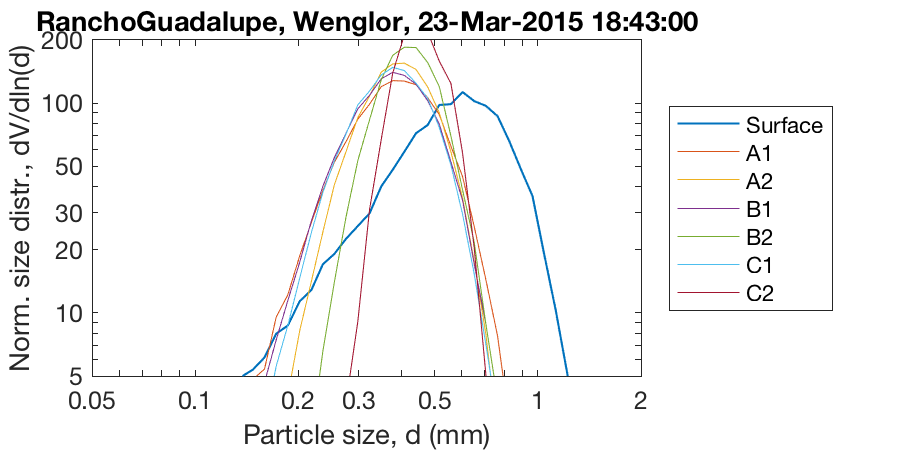 RanchoGuadalupe, Wenglor, 23-Mar-2015 18:43:00
Norm. size distr., dV/dln(d)
200
100
50
30
20
10
5
0.05 0.1 0.2 0.3 0.5 1 2
Particle size, d (mm)
Surface
A1
A2
B1
B2
C1
C2